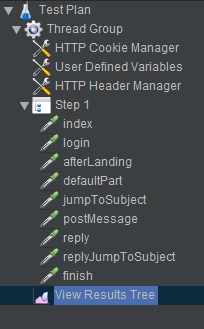 Test Plan
Thread Group
HTTP Cookie Manager
User Defined Variables
HTTP Header Manager
Step 1
index
login
afterLanding
defaultPart
jumpToSubject
postMessage
reply
replyJumpToSubject
finish
View Results Tree